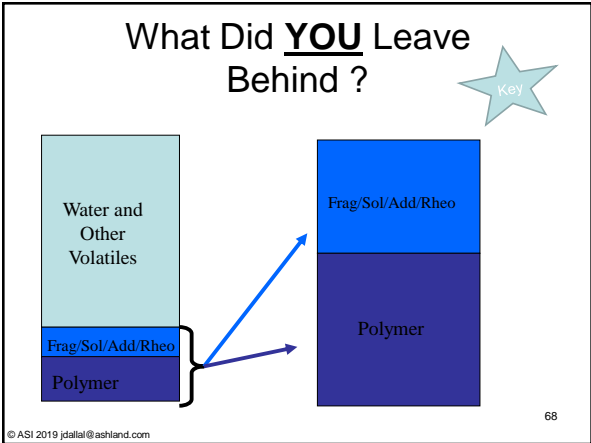 What Did YOU Leave
Behind ?
Key
Water and
Other
Volatiles
Frag/Sol/Add/Rheo
Polymer
Frag/Sol/Add/Rheo
Polymer
68
© ASI 2019 jdallal@ashland.com